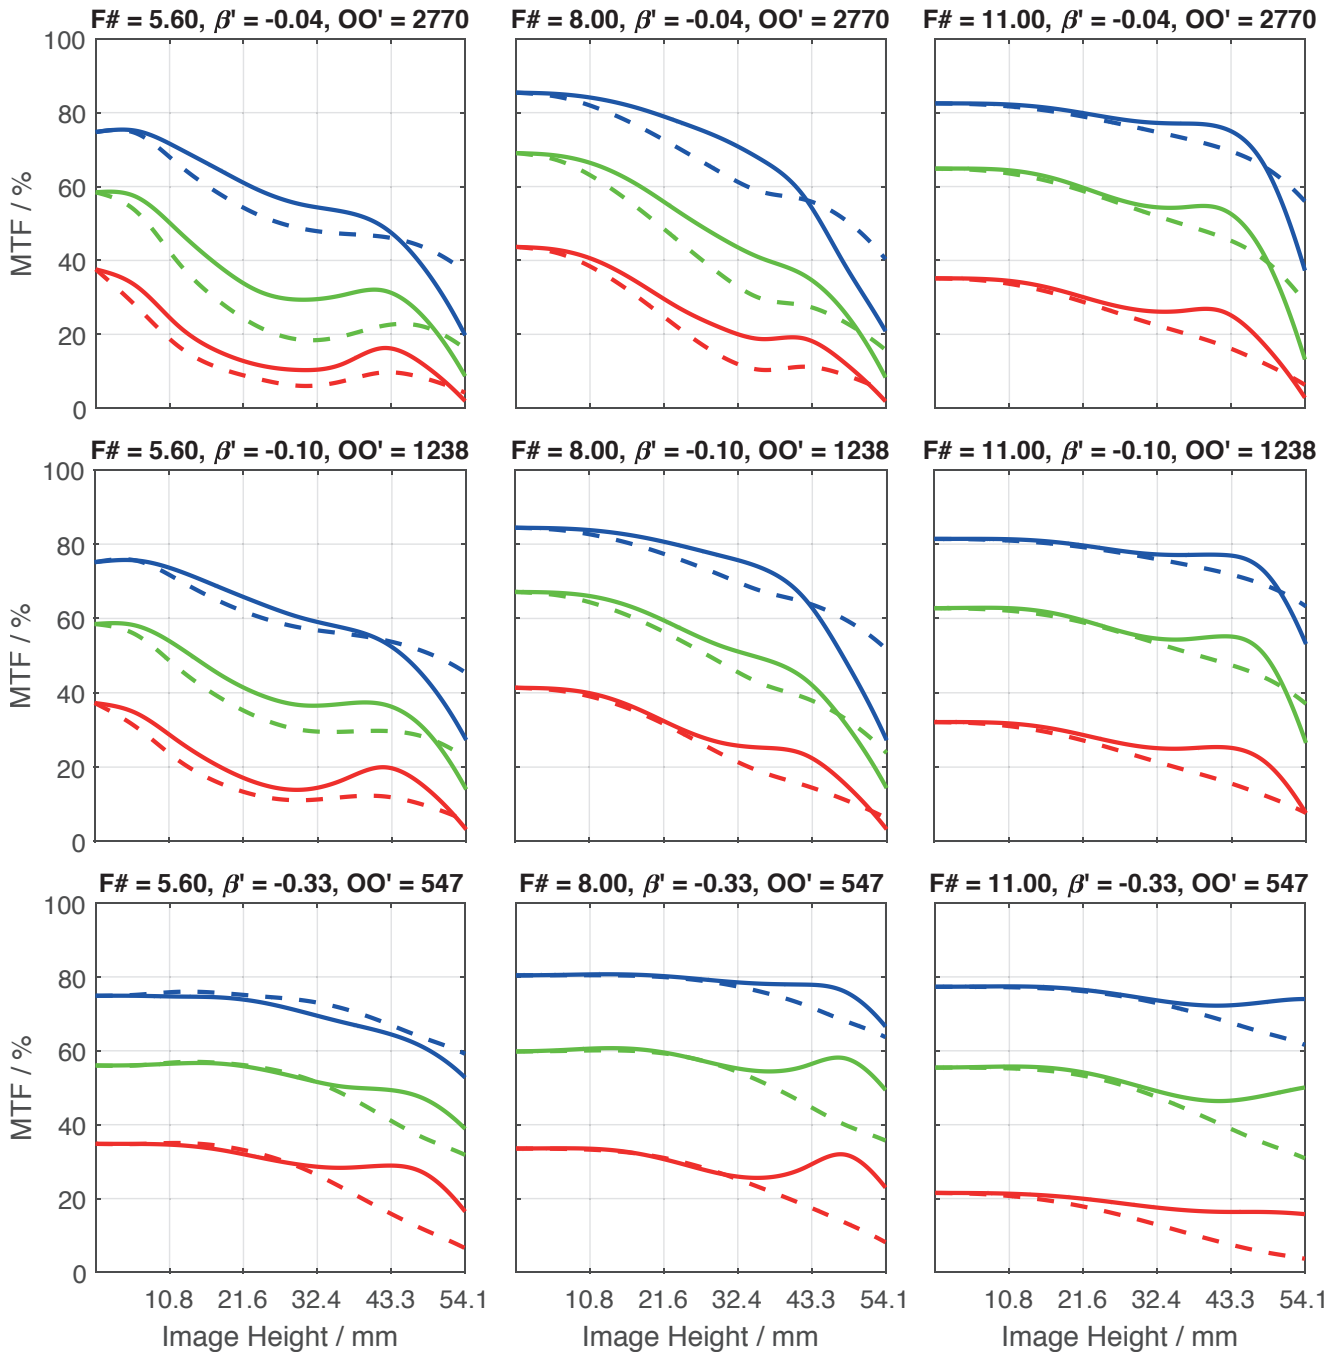 F# = 5.60, β' = -0.04, OO' = 2770
F# = 8.00, β' = -0.04, OO' = 2770
F# = 11.00, β' = -0.04, OO' = 2770
MTF / %
100
80
60
40
20
0
F# = 5.60, β' = -0.10, OO' = 1238
F# = 8.00, β' = -0.10, OO' = 1238
F# = 11.00, β' = -0.10, OO' = 1238
MTF / %
100
80
60
40
20
0
F# = 5.60, β' = -0.33, OO' = 547
F# = 8.00, β' = -0.33, OO' = 547
F# = 11.00, β' = -0.33, OO' = 547
MTF / %
100
80
60
40
20
0
10.8 21.6 32.4 43.3 54.1
10.8 21.6 32.4 43.3 54.1
10.8 21.6 32.4 43.3 54.1
Image Height / mm
Image Height / mm
Image Height / mm